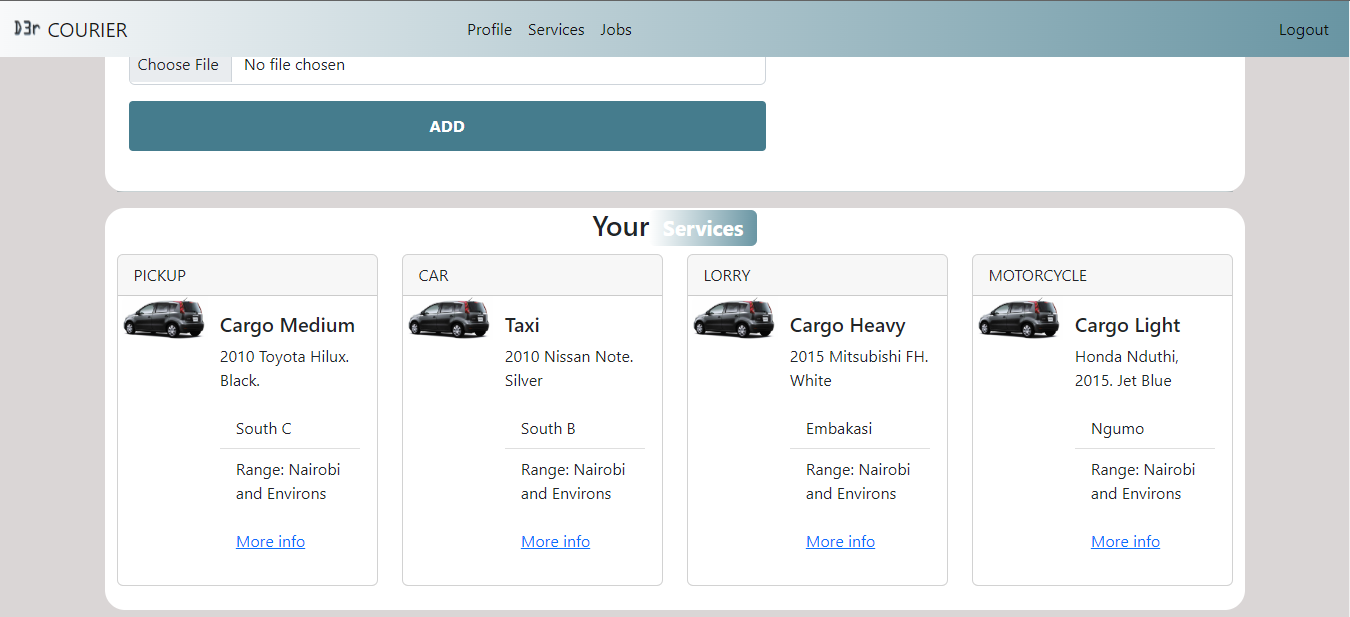 D3r COURIER
Profile Services Jobs
Logout
Choose File No file chosen
ADD
Your Services
PICKUP
Cargo Medium
2010 Toyota Hilux.
Black.
South C
Range: Nairobi
and Environs
More info
CAR
Taxi
2010 Nissan Note.
Silver
South B
Range: Nairobi
and Environs
More info
LORRY
Cargo Heavy
2015 Mitsubishi FH.
White
Embakasi
Range: Nairobi
and Environs
More info
MOTORCYCLE
Cargo Light
Honda Nduthi,
2015. Jet Blue
Ngumo
Range: Nairobi
and Environs
More info